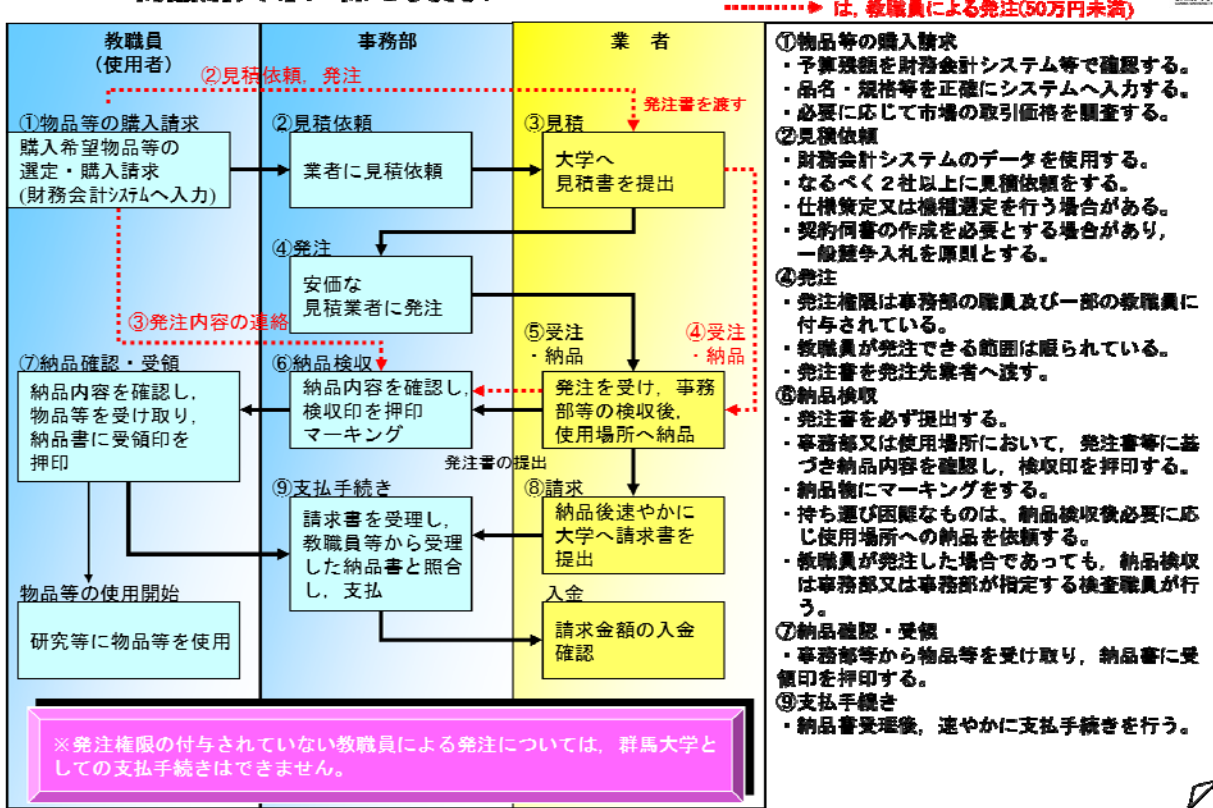 は，教職員による発注(50万円未満)
教職員
（使用者）
事務部
業 者
②見積依頼，発注
発注書を渡す
①物品等の購入請求
購入希望物品等の
選定・購入請求
(財務会計ｼｽﾃﾑへ入力)
②見積依頼
業者に見積依頼
③見積
大学へ
見積書を提出
④発注
安価な
見積業者に発注
③発注内容の連絡
⑤受注
・納品
④受注
・納品
⑦納品確認・受領
納品内容を確認し，
物品等を受け取り，
納品書に受領印を
押印
⑥納品検収
納品内容を確認し，
検収印を押印
マーキング
発注を受け，事務
部等の検収後，
使用場所へ納品
発注書の提出
⑨支払手続き
請求書を受理し，
教職員等から受理
した納品書と照合
し，支払
⑧請求
納品後速やかに
大学へ請求書を
提出
物品等の使用開始
研究等に物品等を使用
入金
請求金額の入金
確認
※発注権限の付与されていない教職員による発注については，群馬大学と
しての支払手続きはできません。
①物品等の購入請求
・予算残額を財務会計システム等で確認する。
・品名・規格等を正確にシステムへ入力する。
・必要に応じて市場の取引価格を調査する。
②見積依頼
・財務会計システムのデータを使用する。
・なるべく２社以上に見積依頼をする。
・仕様策定又は機種選定を行う場合がある。
・契約伺書の作成を必要とする場合があり，
一般競争入札を原則とする。
④発注
・発注権限は事務部の職員及び一部の教職員に
付与されている。
・教職員が発注できる範囲は限られている。
・発注書を発注先業者へ渡す。
⑥納品検収
・発注書を必ず提出する。
・事務部又は使用場所において，発注書等に基
づき納品内容を確認し，検収印を押印する。
・納品物にマーキングをする。
・持ち運び困難なものは、納品検収後必要に応
じ使用場所への納品を依頼する。
・教職員が発注した場合であっても，納品検収
は事務部又は事務部が指定する検査職員が行
う。
⑦納品確認・受領
・事務部等から物品等を受け取り，納品書に受
領印を押印する。
⑨支払手続き
・納品書受理後，速やかに支払手続きを行う。